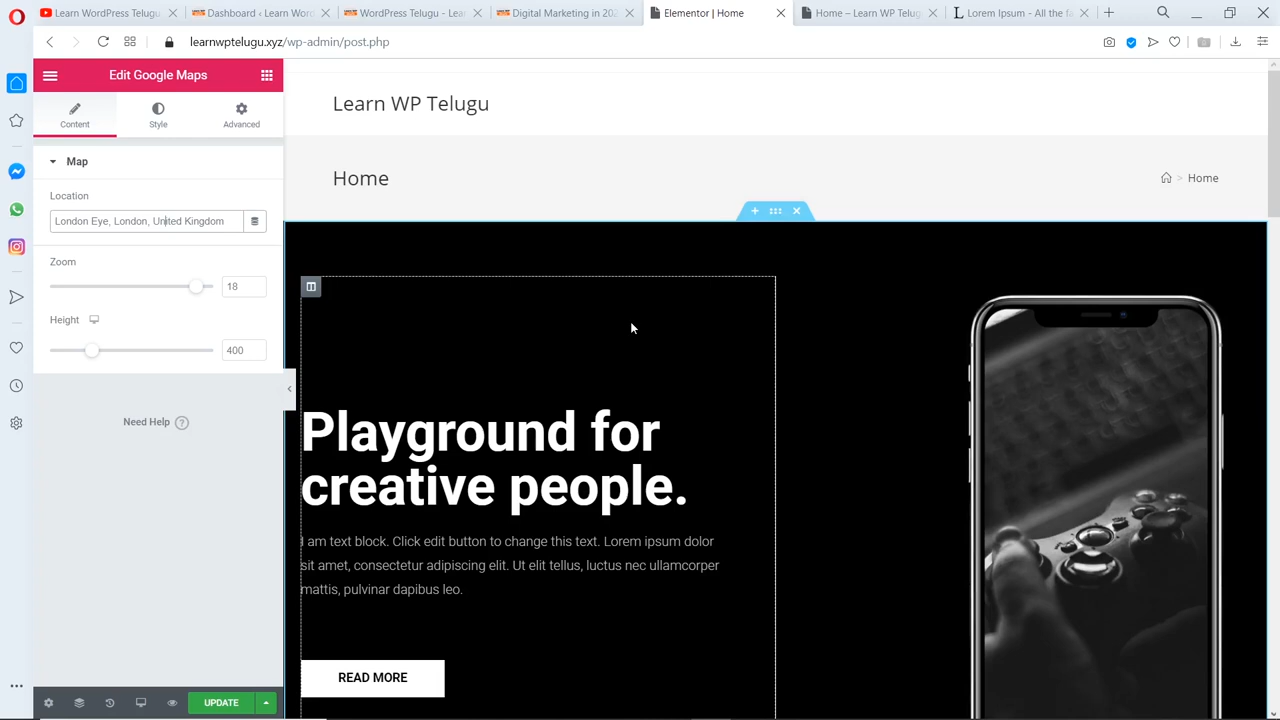 Learn WordPress Telugu
Dashboard ‹ Learn Word
WordPress Telugu - Learn
Digital Marketing in 202
Elementor | Home
Home – Learn WP Telugu
Lorem Ipsum - All the fa
learnwptelugu.xyz/wp-admin/post.php
Edit Google Maps
Content
Style
Advanced
Map
Location
London Eye, London, United Kingdom
Zoom
18
Height
400
Need Help ?
UPDATE
Learn WP Telugu
Home
> Home
Playground for
creative people.
I am text block. Click edit button to change this text. Lorem ipsum dolor
sit amet, consectetur adipiscing elit. Ut elit tellus, luctus nec ullamcorper
mattis, pulvinar dapibus leo.
READ MORE